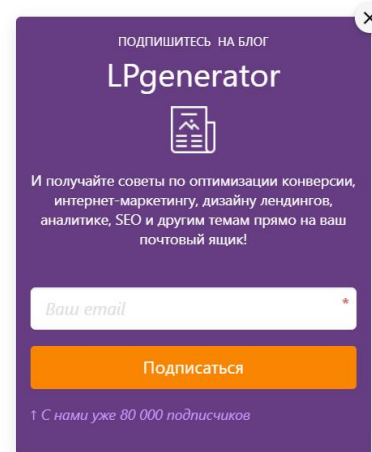 ПОДПИШИТЕСЬ НА БЛОГ
LPgenerator
И получайте советы по оптимизации конверсии,
интернет-маркетингу, дизайну лендингов,
аналитике, SEO и другим темам прямо на ваш
почтовый ящик!
Ваш email *
Подписаться
↑ С нами уже 80 000 подписчиков